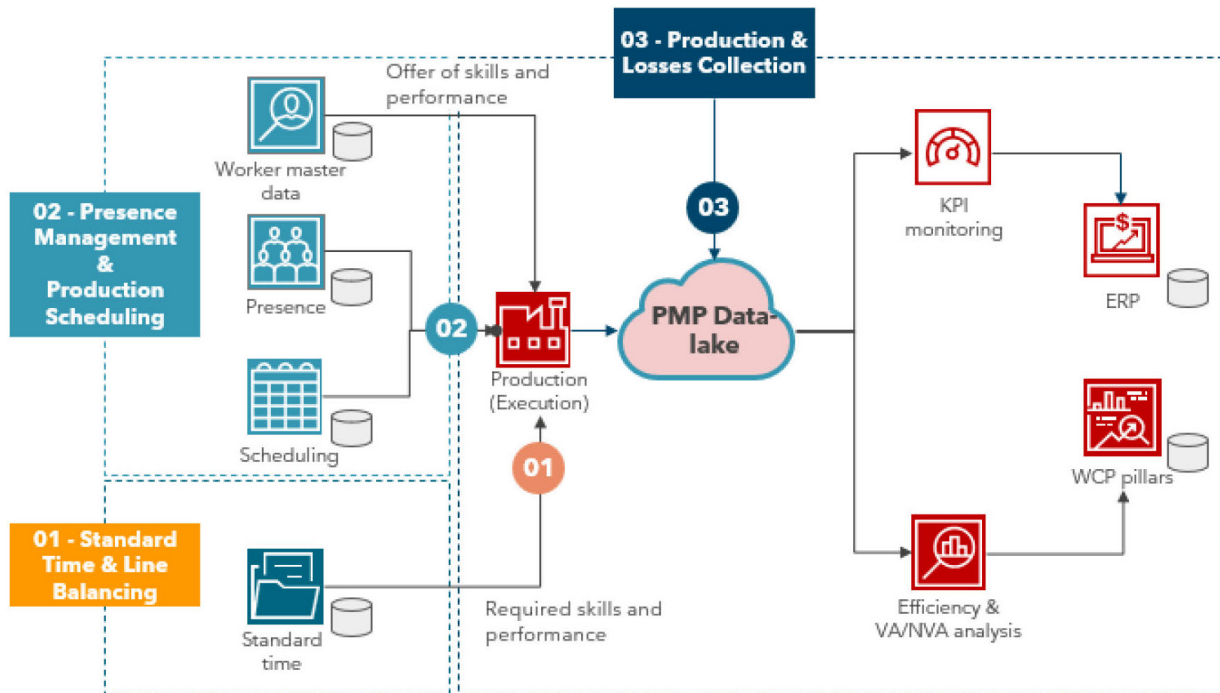 03 - Production &
Losses Collection
Offer of skills and
performance
Worker master
data
02 - Presence
Management
&
Production
Scheduling
Presence
Scheduling
02
Production
(Execution)
01
03
PMP Data-
lake
KPI
monitoring
$
ERP
WCP pillars
01 - Standard
Time & Line
Balancing
Standard
time
Required skills and
performance
Efficiency &
VA/NVA analysis